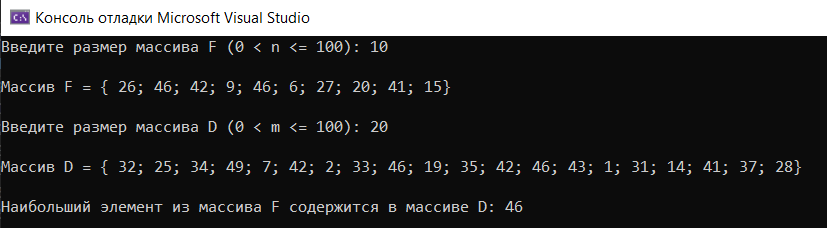 Консоль отладки Microsoft Visual Studio
Введите размер массива F (0 < n <= 100): 10
Массив F = { 26; 46; 42; 9; 46; 6; 27; 20; 41; 15}
Введите размер массива D (0 < m <= 100): 20
Массив D = { 32; 25; 34; 49; 7; 42; 2; 33; 46; 19; 35; 42; 46; 43; 1; 31; 14; 41; 37; 28}
Наибольший элемент из массива F содержится в массиве D: 46